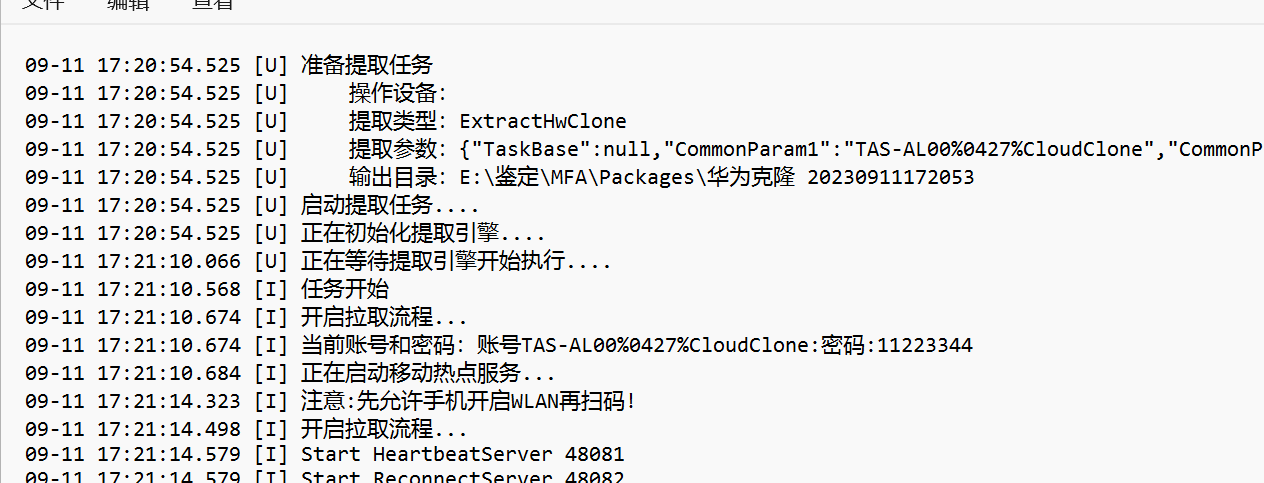 文件 编辑 查看
09-11 17:20:54.525 [U] 准备提取任务
09-11 17:20:54.525 [U] 操作设备:
09-11 17:20:54.525 [U] 提取类型: ExtractHwClone
09-11 17:20:54.525 [U] 提取参数: {"TaskBase":null,"CommonParam1":"TAS-AL00%0427%CloudClone","CommonP
09-11 17:20:54.525 [U] 输出目录: E:\鉴定\MFA\Packages\华为克隆 20230911172053
09-11 17:20:54.525 [U] 启动提取任务....
09-11 17:20:54.525 [U] 正在初始化提取引擎....
09-11 17:21:10.066 [U] 正在等待提取引擎开始执行....
09-11 17:21:10.568 [I] 任务开始
09-11 17:21:10.674 [I] 开启拉取流程...
09-11 17:21:10.674 [I] 当前账号和密码: 账号TAS-AL00%0427%CloudClone:密码:11223344
09-11 17:21:10.684 [I] 正在启动移动热点服务...
09-11 17:21:14.323 [I] 注意:先允许手机开启WLAN再扫码!
09-11 17:21:14.498 [I] 开启拉取流程...
09-11 17:21:14.579 [I] Start HeartbeatServer 48081
09-11 17:21:14.579 [I] Start ReconnectServer 48082